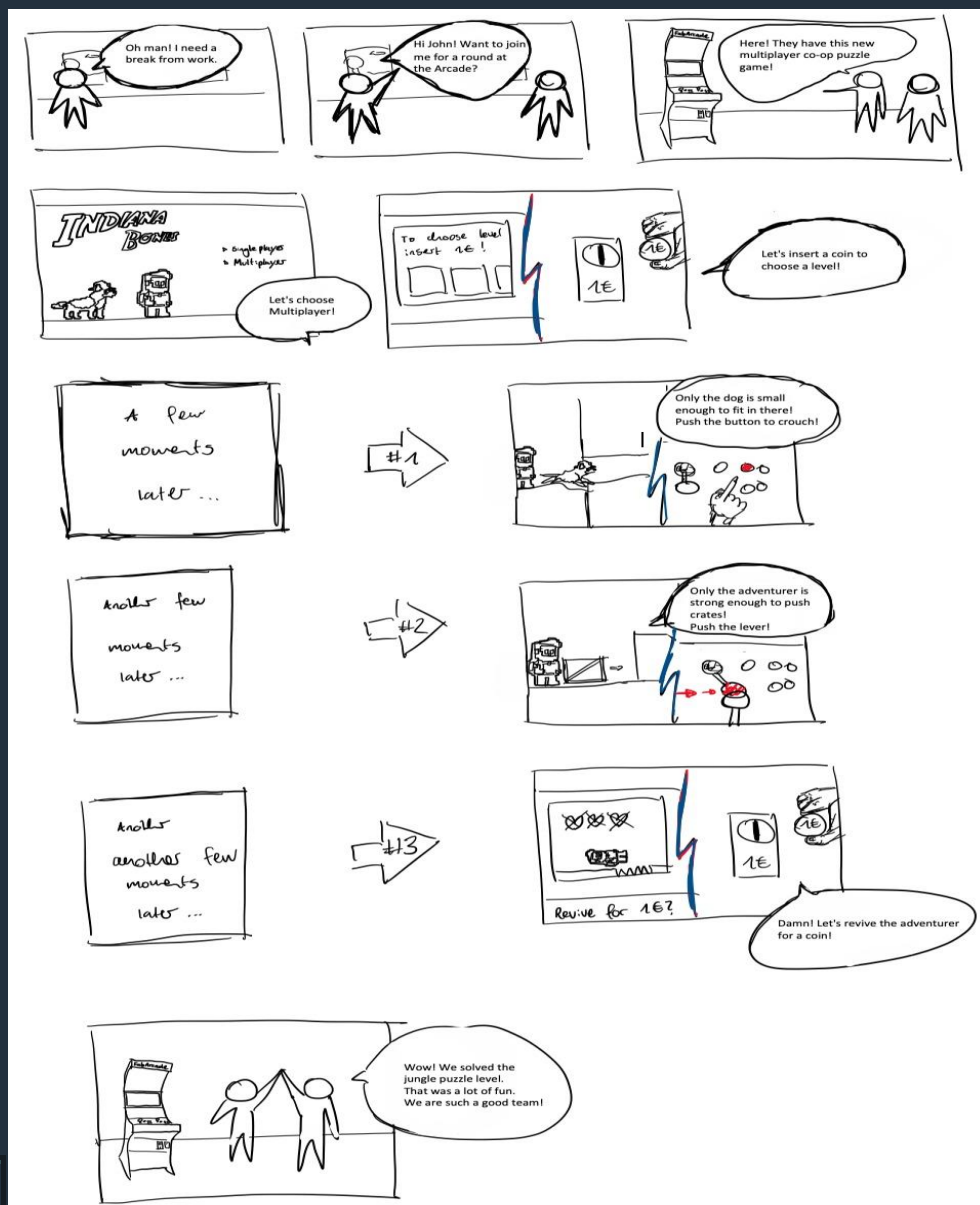 Oh man! I need a
break from work.
Hi John! Want to join
me for a round at
the Arcade?
Here! They have this new
multiplayer co-op puzzle
game!
INDIANA
BONES
Single player
Multiplayer
Let's choose
Multiplayer!
To choose level
insert 1€!
1€
1€
Let's insert a coin to
choose a level!
A few
moments
later ...
#1
Only the dog is small
enough to fit in there!
Push the button to crouch!
Another few
moments
later ...
#2
Only the adventurer is
strong enough to push
crates!
Push the lever!
Another
another few
moments
later ...
#3
Revive for 1€?
1€
1€
Damn! Let's revive the adventurer
for a coin!
Wow! We solved the
jungle puzzle level.
That was a lot of fun.
We are such a good team!